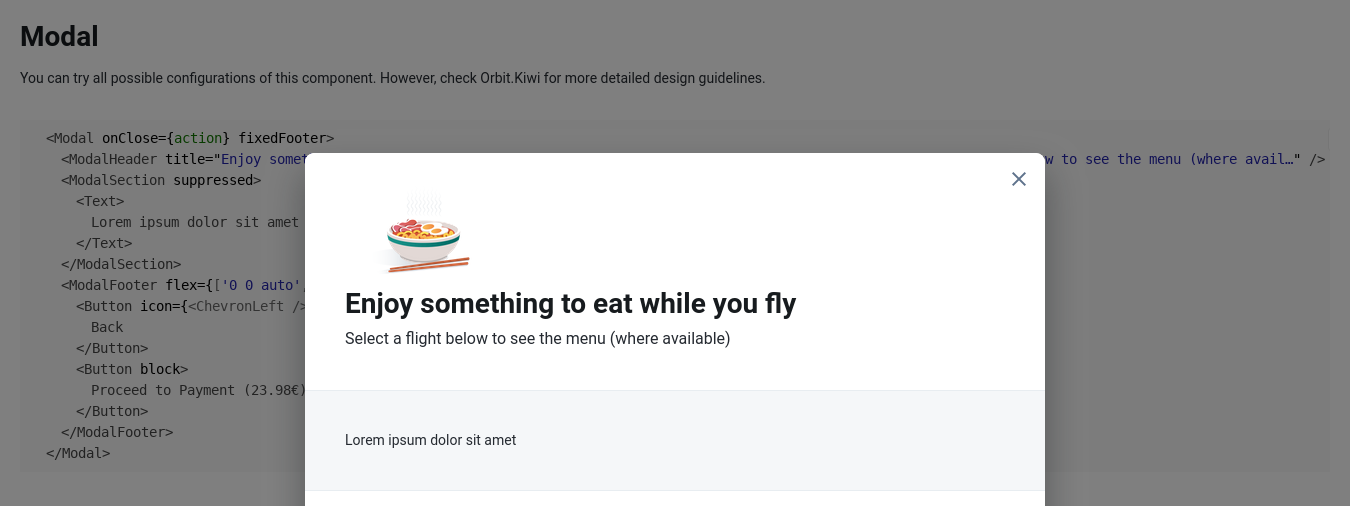 Modal
You can try all possible configurations of this component. However, check Orbit.Kiwi for more detailed design guidelines.
<Modal onClose={action} fixedFooter>
<ModalHeader title="Enjoy somet w to see the menu (where avail…" />
<ModalSection suppressed>
<Text>
Lorem ipsum dolor sit amet
</Text>
</ModalSection>
<ModalFooter flex={['0 0 auto',
<Button icon={<ChevronLeft />
Back
</Button>
<Button block>
Proceed to Payment (23.98€)
</Button>
</ModalFooter>
</Modal>
Enjoy something to eat while you fly
Select a flight below to see the menu (where available)
Lorem ipsum dolor sit amet